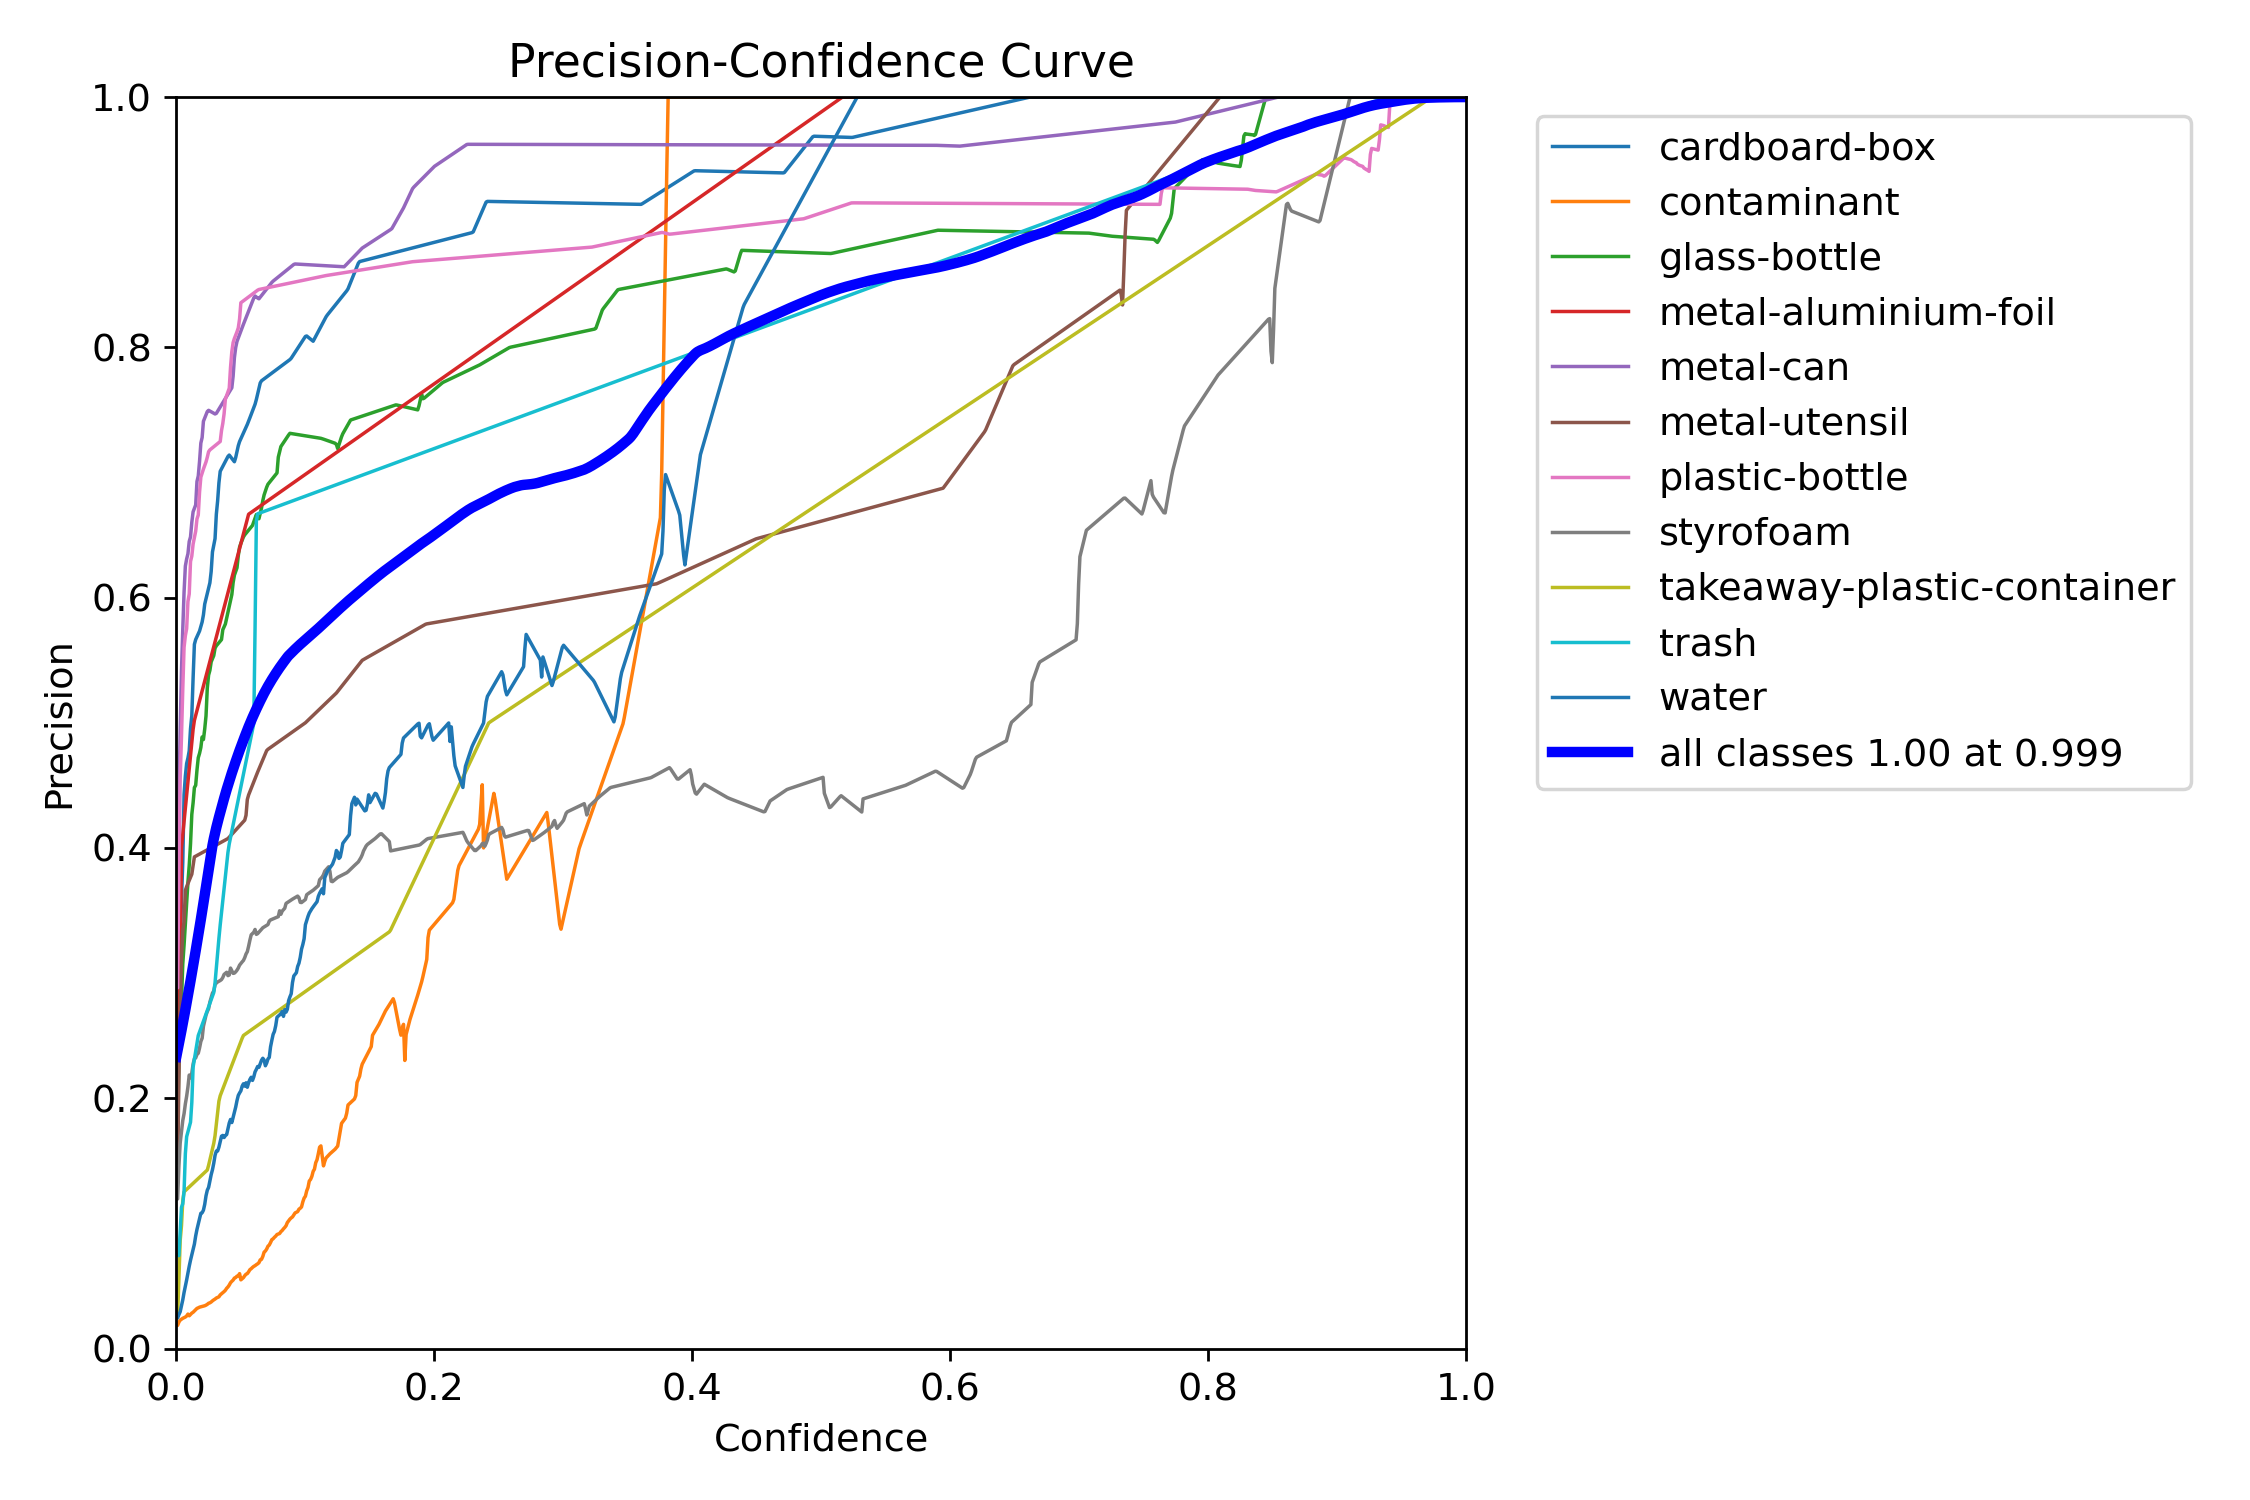 Precision-Confidence Curve
1.0
0.8
0.6
0.4
0.2
0.0
Precision
0.0 0.2 0.4 0.6 0.8 1.0
Confidence
cardboard-box
contaminant
glass-bottle
metal-aluminium-foil
metal-can
metal-utensil
plastic-bottle
styrofoam
takeaway-plastic-container
trash
water
all classes 1.00 at 0.999